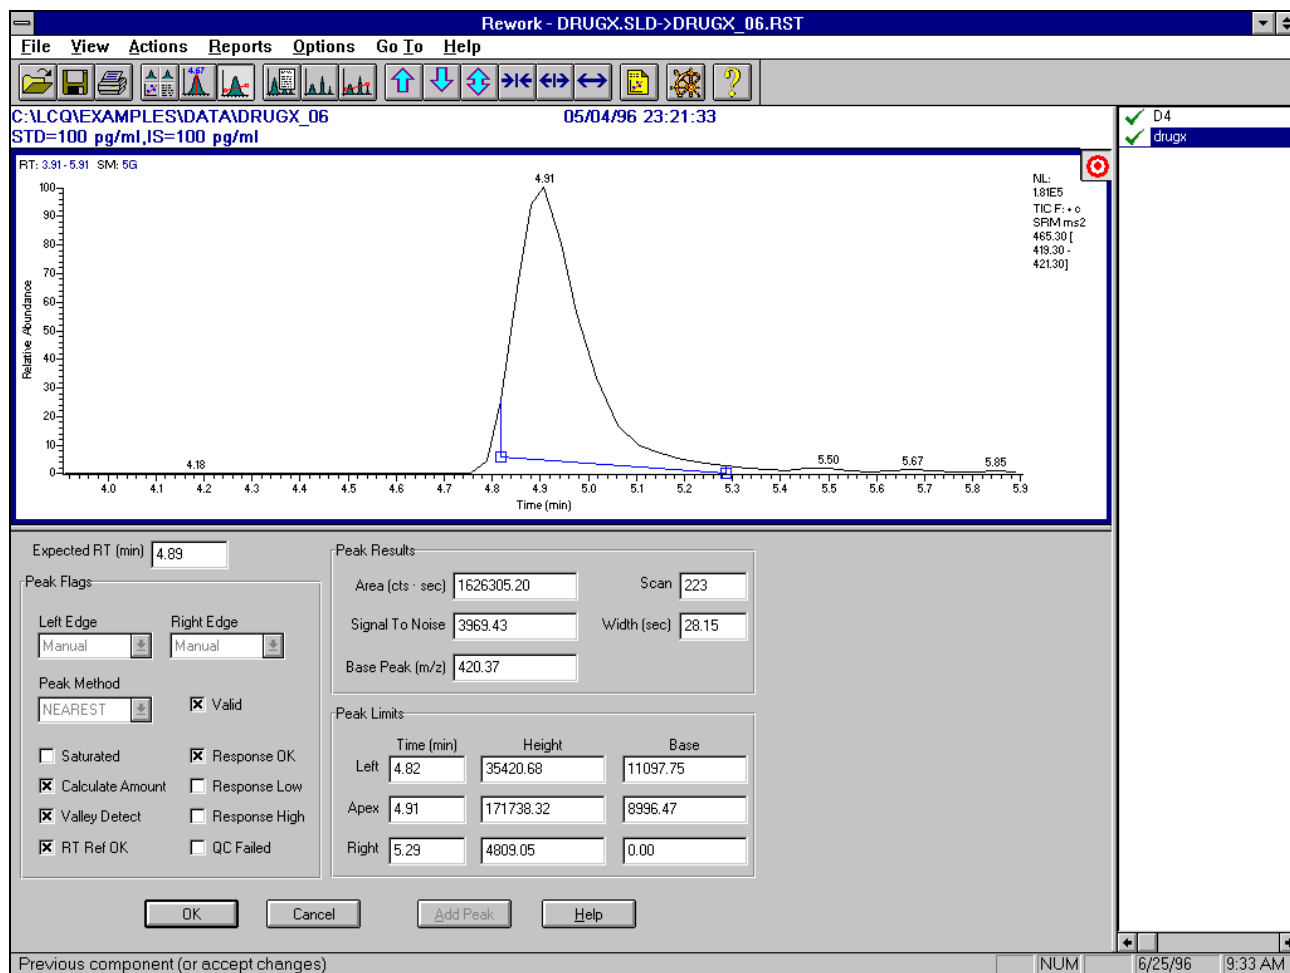 Rework - DRUGX.SLD->DRUGX_06.RST
File View Actions Reports Options Go To Help
4.67
C:\LCQ\EXAMPLES\DATA\DRUGX_06 05/04/96 23:21:33
STD=100 pg/ml,IS=100 pg/ml
D4
drugx
RT: 3.91 - 5.91 SM: 5G
NL:
1.81E5
TIC F: + c
SRM ms2
465.30 [
419.30 -
421.30]
4.91
100
90
80
70
60
50
40
30
20
10
0
Relative Abundance
4.18 5.50 5.67 5.85
4.0 4.1 4.2 4.3 4.4 4.5 4.6 4.7 4.8 4.9 5.0 5.1 5.2 5.3 5.4 5.5 5.6 5.7 5.8 5.9
Time (min)
Expected RT (min) 4.89
Peak Flags
Left Edge Right Edge
Manual Manual
Peak Method
NEAREST Valid
Saturated Response OK
Calculate Amount Response Low
Valley Detect Response High
RT Ref OK QC Failed
Peak Results
Area (cts · sec) 1626305.20 Scan 223
Signal To Noise 3969.43 Width (sec) 28.15
Base Peak (m/z) 420.37
Peak Limits
Time (min) Height Base
Left 4.82 35420.68 11097.75
Apex 4.91 171738.32 8996.47
Right 5.29 4809.05 0.00
OK Cancel Add Peak Help
Previous component (or accept changes) NUM 6/25/96 9:33 AM